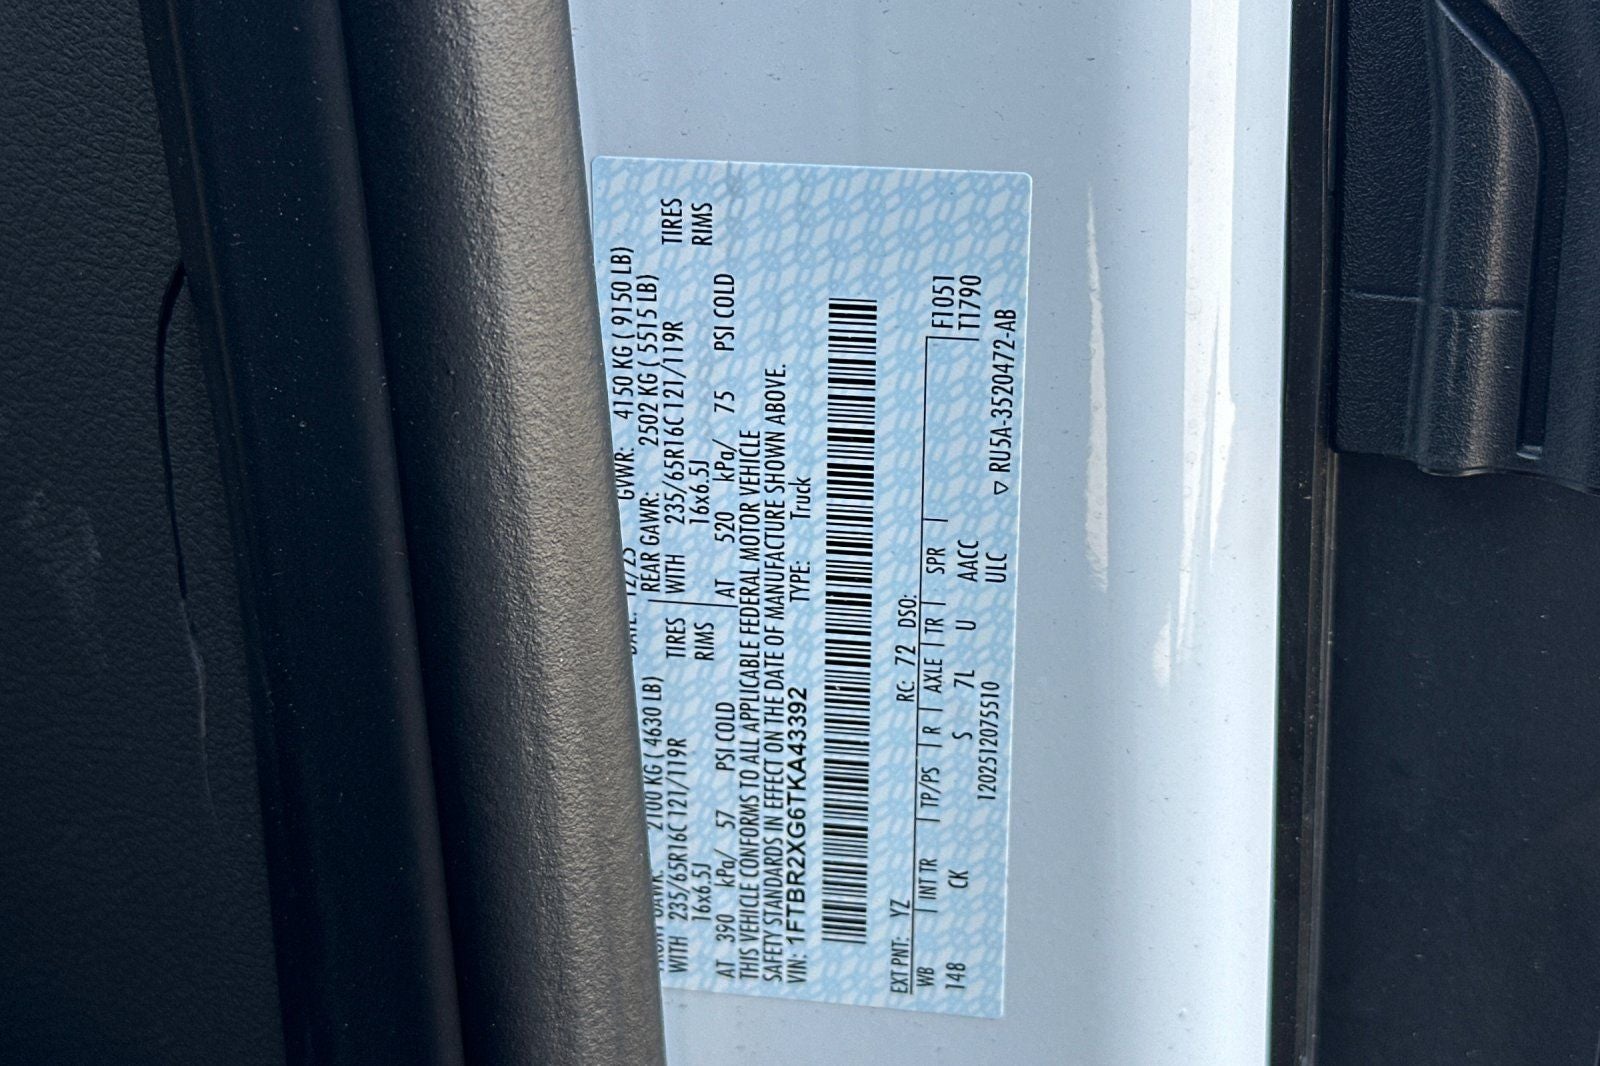 DATE: 12/25 GVWR: 4150 KG ( 9150 LB)
FRONT GAWR: 2100 KG ( 4630 LB) REAR GAWR: 2502 KG ( 5515 LB)
WITH 235/65R16C 121/119R TIRES WITH 235/65R16C 121/119R TIRES
16x6.5J RIMS 16x6.5J RIMS
AT 390 kPa/ 57 PSI COLD AT 520 kPa/ 75 PSI COLD
THIS VEHICLE CONFORMS TO ALL APPLICABLE FEDERAL MOTOR VEHICLE
SAFETY STANDARDS IN EFFECT ON THE DATE OF MANUFACTURE SHOWN ABOVE.
VIN: 1FTBR2XG6TKA43392 TYPE: Truck
EXT PNT: YZ RC: 72 DSO:
WB INT TR TP/PS R AXLE TR SPR F1051
148 CK S 7L U AACC T1790
1202512075510 ULC
▽ RU5A-3520472-AB